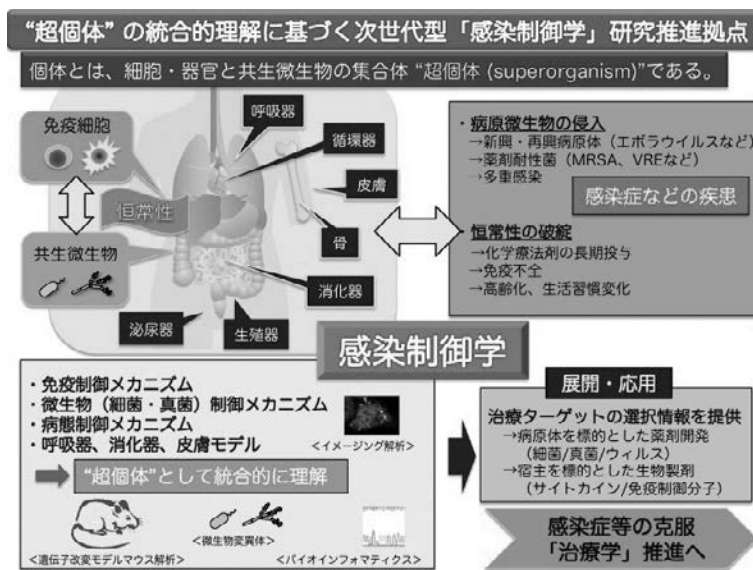 “超個体” の統合的理解に基づく次世代型「感染制御学」研究推進拠点
個体とは、細胞・器官と共生微生物の集合体 “超個体 (superorganism)”である。
免疫細胞
恒常性
共生微生物
呼吸器
循環器
皮膚
骨
消化器
泌尿器
生殖器
・病原微生物の侵入
→新興・再興病原体（エボラウイルスなど）
→薬剤耐性菌（MRSA、VREなど）
→多重感染
感染症などの疾患
・恒常性の破綻
→化学療法剤の長期投与
→免疫不全
→高齢化、生活習慣変化
感染制御学
・免疫制御メカニズム
・微生物（細菌・真菌）制御メカニズム
・病態制御メカニズム
・呼吸器、消化器、皮膚モデル
<イメージング解析>
“超個体”として統合的に理解
<遺伝子改変モデルマウス解析>
<微生物変異体>
<バイオインフォマティクス>
展開・応用
治療ターゲットの選択情報を提供
→病原体を標的とした薬剤開発
（細菌/真菌/ウィルス）
→宿主を標的とした生物製剤
（サイトカイン/免疫制御分子）
感染症等の克服
「治療学」推進へ